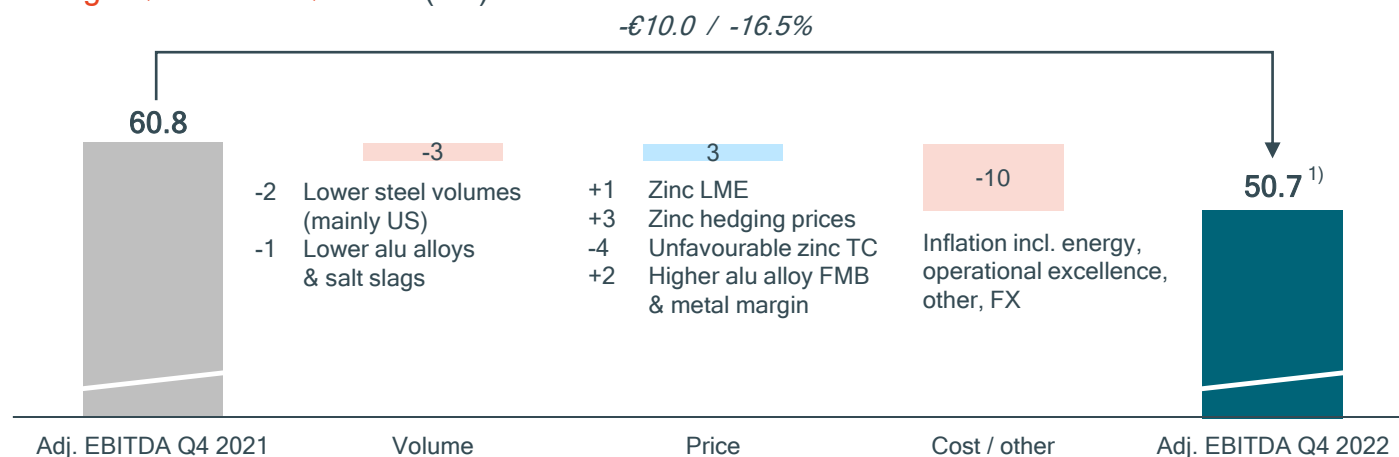 -€10.0 / -16.5%
60.8
-3
-2 Lower steel volumes
(mainly US)
-1 Lower alu alloys
& salt slags
3
+1 Zinc LME
+3 Zinc hedging prices
-4 Unfavourable zinc TC
+2 Higher alu alloy FMB
& metal margin
-10
Inflation incl. energy,
operational excellence,
other, FX
50.7 1)
Adj. EBITDA Q4 2021
Volume
Price
Cost / other
Adj. EBITDA Q4 2022